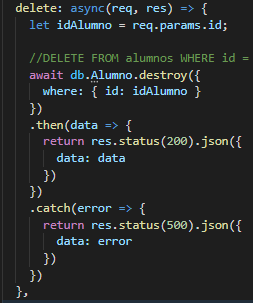 delete: async(req, res) => {
let idAlumno = req.params.id;
//DELETE FROM alumnos WHERE id =
await db.Alumno.destroy({
where: { id: idAlumno }
})
.then(data => {
return res.status(200).json({
data: data
})
})
.catch(error => {
return res.status(500).json({
data: error
})
})
},